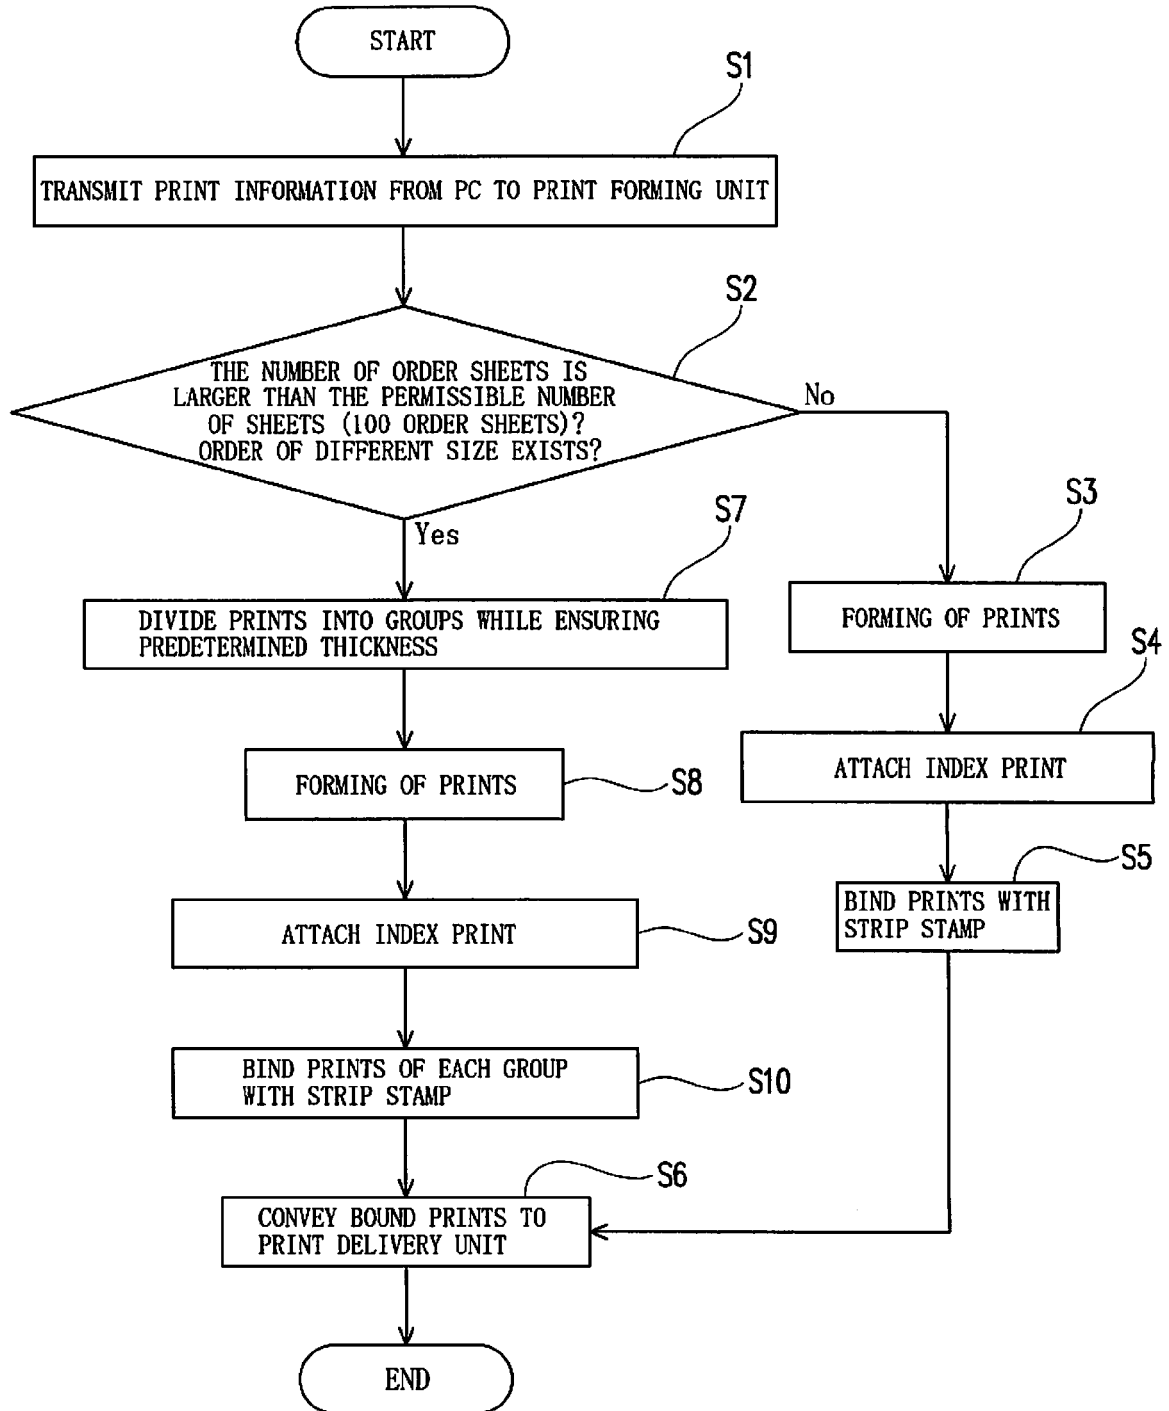 START
S1
TRANSMIT PRINT INFORMATION FROM PC TO PRINT FORMING UNIT
S2
THE NUMBER OF ORDER SHEETS IS
LARGER THAN THE PERMISSIBLE NUMBER
OF SHEETS (100 ORDER SHEETS)?
ORDER OF DIFFERENT SIZE EXISTS?
No
Yes
S3
FORMING OF PRINTS
S4
ATTACH INDEX PRINT
S5
BIND PRINTS WITH
STRIP STAMP
S7
DIVIDE PRINTS INTO GROUPS WHILE ENSURING
PREDETERMINED THICKNESS
FORMING OF PRINTS
S8
ATTACH INDEX PRINT
S9
BIND PRINTS OF EACH GROUP
WITH STRIP STAMP
S10
S6
CONVEY BOUND PRINTS TO
PRINT DELIVERY UNIT
END